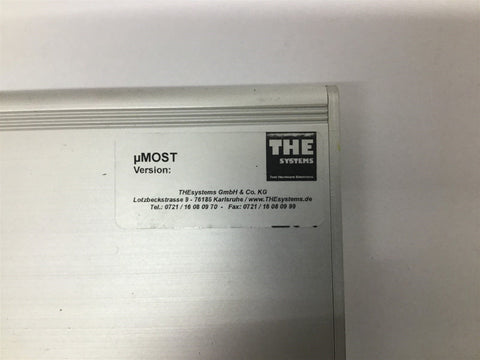 µMOST
Version:
THE
SYSTEMS
THEsystems GmbH & Co. KG
Lotzbeckstrasse 9 - 76185 Karlsruhe / www.THEsystems.de
Tel.: 0721 / 16 08 09 70 - Fax: 0721 / 16 08 09 99